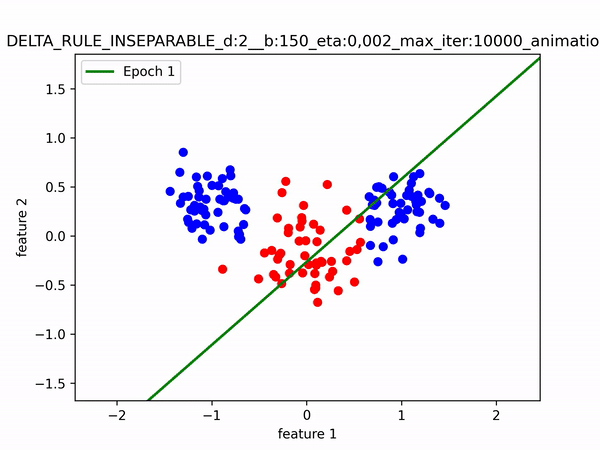 DELTA_RULE_INSEPARABLE_d:2__b:150_eta:0,002_max_iter:10000_animatio
Epoch 1
feature 2
1.5
1.0
0.5
0.0
−0.5
−1.0
−1.5
−2 −1 0 1 2
feature 1